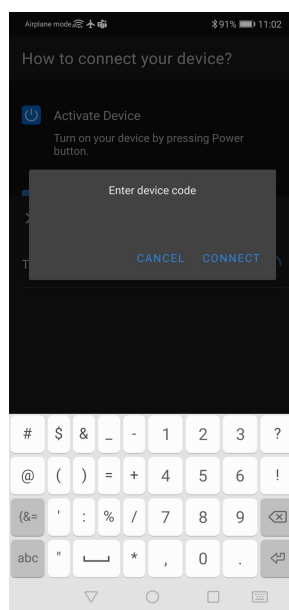 Airplane mode 91% 11:02
How to connect your device?
Activate Device
Turn on your device by pressing Power
button.
Enter device code
T
CANCEL CONNECT
# $ & _ - 1 2 3 ?
@ ( ) = + 4 5 6 !
{&= ' : % / 7 8 9
abc " * , 0 .